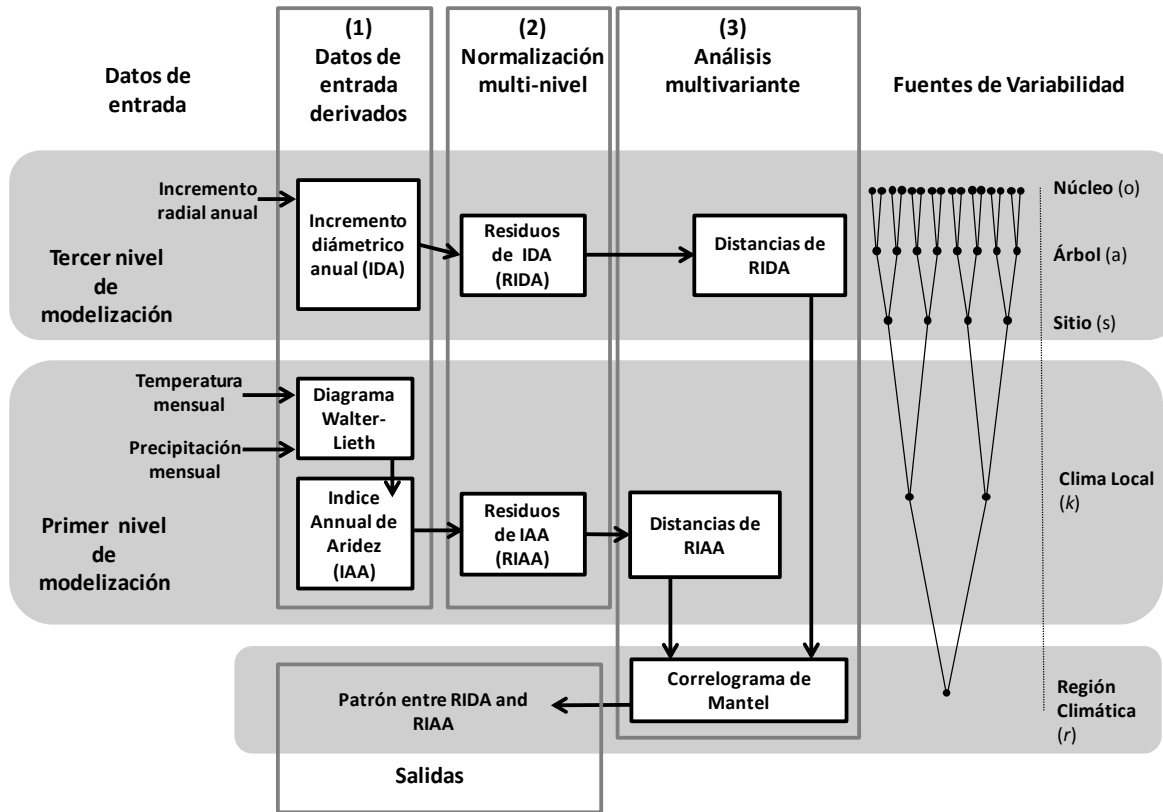 Datos de
entrada
(1)
Datos de
entrada
derivados
(2)
Normalización
multi-nivel
(3)
Análisis
multivariante
Fuentes de Variabilidad
Incremento
radial anual
Tercer nivel
de
modelización
Incremento
diámetrico
anual (IDA)
Residuos
de IDA
(RIDA)
Distancias de
RIDA
Núcleo (o)
Árbol (a)
Sitio (s)
Temperatura
mensual
Precipitación
mensual
Primer nivel
de
modelización
Diagrama
Walter-
Lieth
Indice
Annual de
Aridez
(IAA)
Residuos
de IAA
(RIAA)
Distancias de
RIAA
Clima Local
(k)
Patrón entre RIDA and
RIAA
Correlograma de
Mantel
Región
Climática
(r)
Salidas